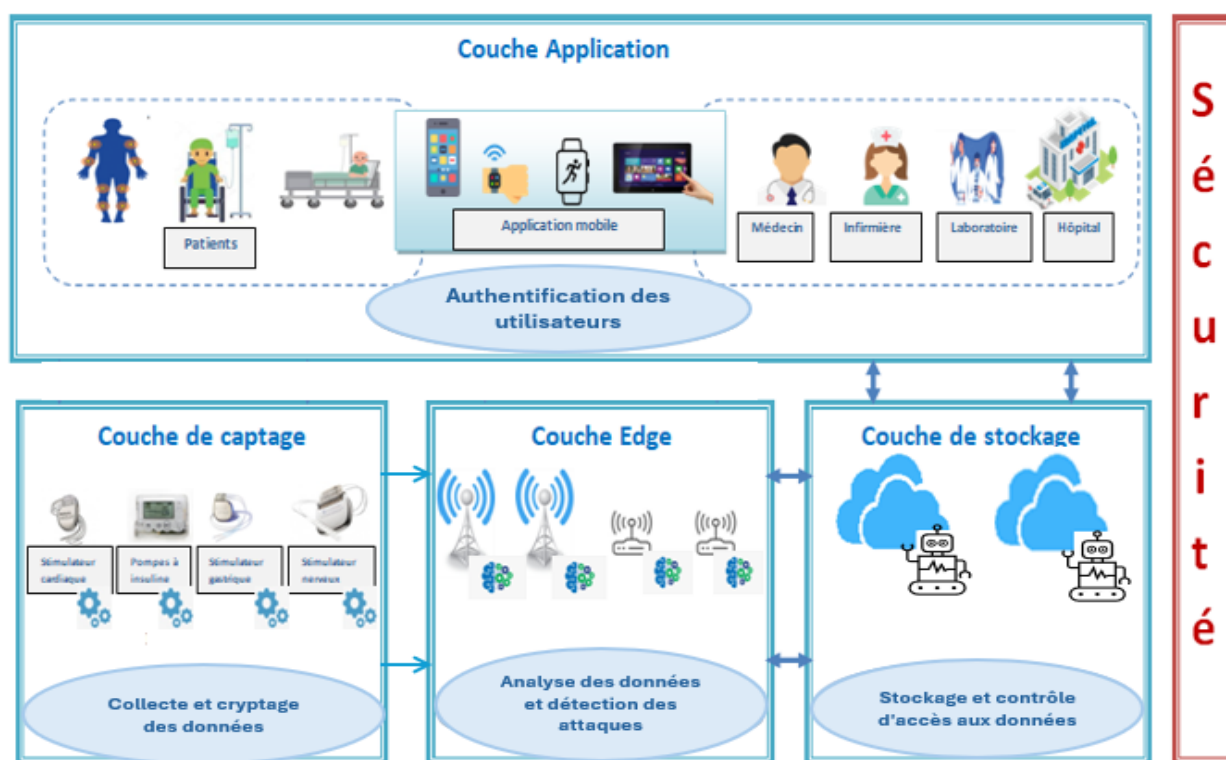 Couche Application
Patients
Application mobile
Médecin
Infirmière
Laboratoire
Hôpital
Authentification des
utilisateurs
Couche de captage
Stimulateur
cardiaque
Pompes à
insuline
Stimulateur
gastrique
Stimulateur
nerveux
Collecte et cryptage
des données
Couche Edge
Analyse des données
et détection des
attaques
Couche de stockage
Stockage et contrôle
d'accès aux données
S
é
c
u
r
i
t
é